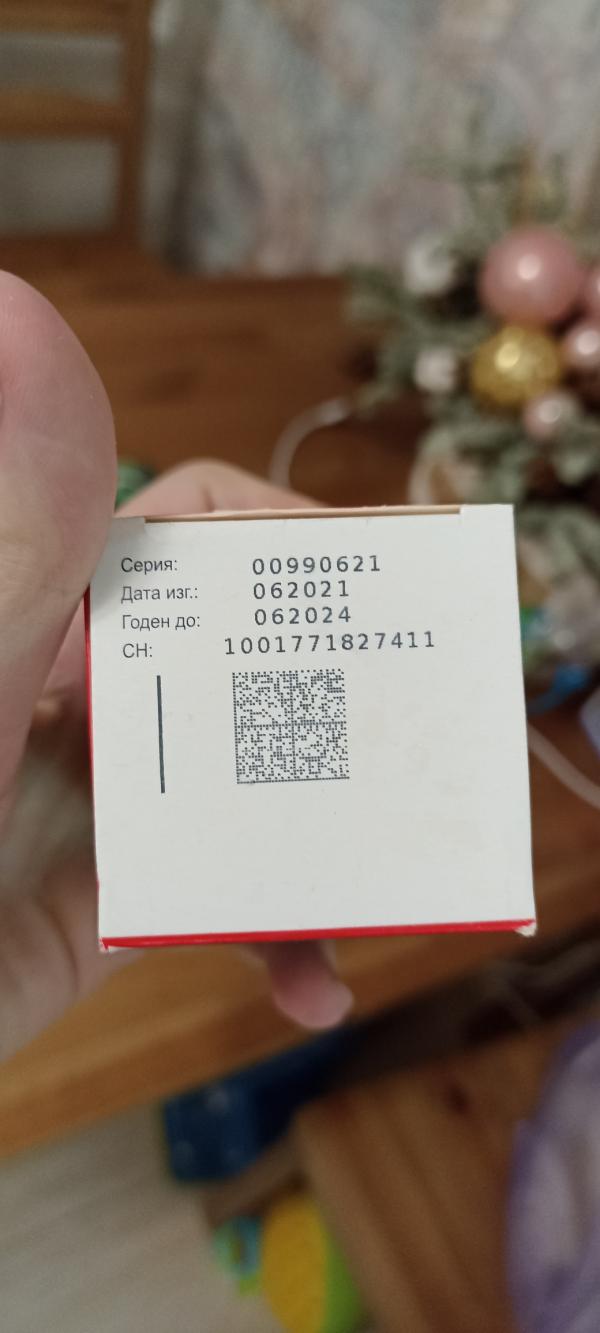 Серия: 00990621
Дата изг.: 062021
Годен до: 062024
СН: 1001771827411